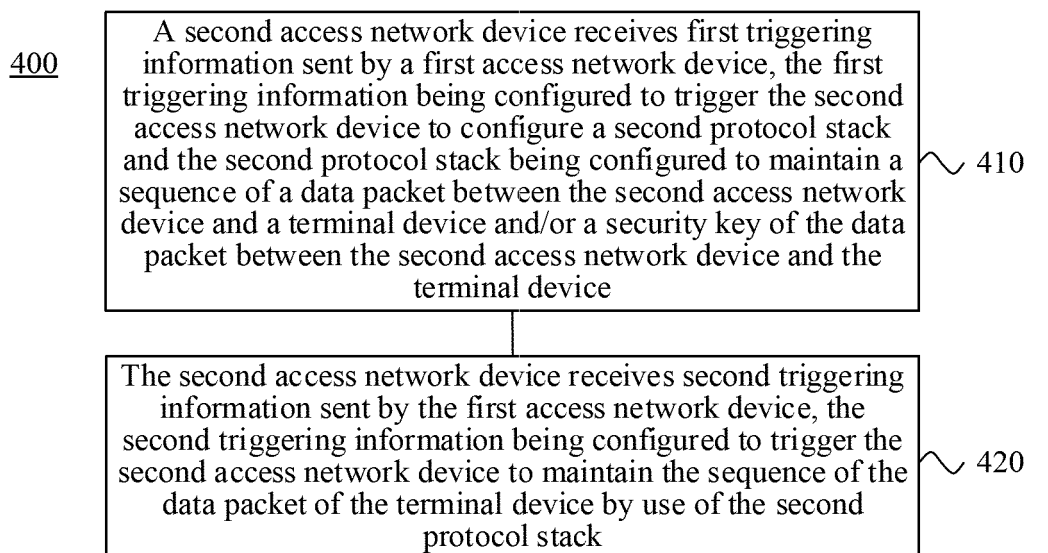 400
A second access network device receives first triggering
information sent by a first access network device, the first
triggering information being configured to trigger the second
access network device to configure a second protocol stack
and the second protocol stack being configured to maintain a
sequence of a data packet between the second access network
device and a terminal device and/or a security key of the data
packet between the second access network device and the
terminal device
410
The second access network device receives second triggering
information sent by the first access network device, the
second triggering information being configured to trigger the
second access network device to maintain the sequence of the
data packet of the terminal device by use of the second
protocol stack
420